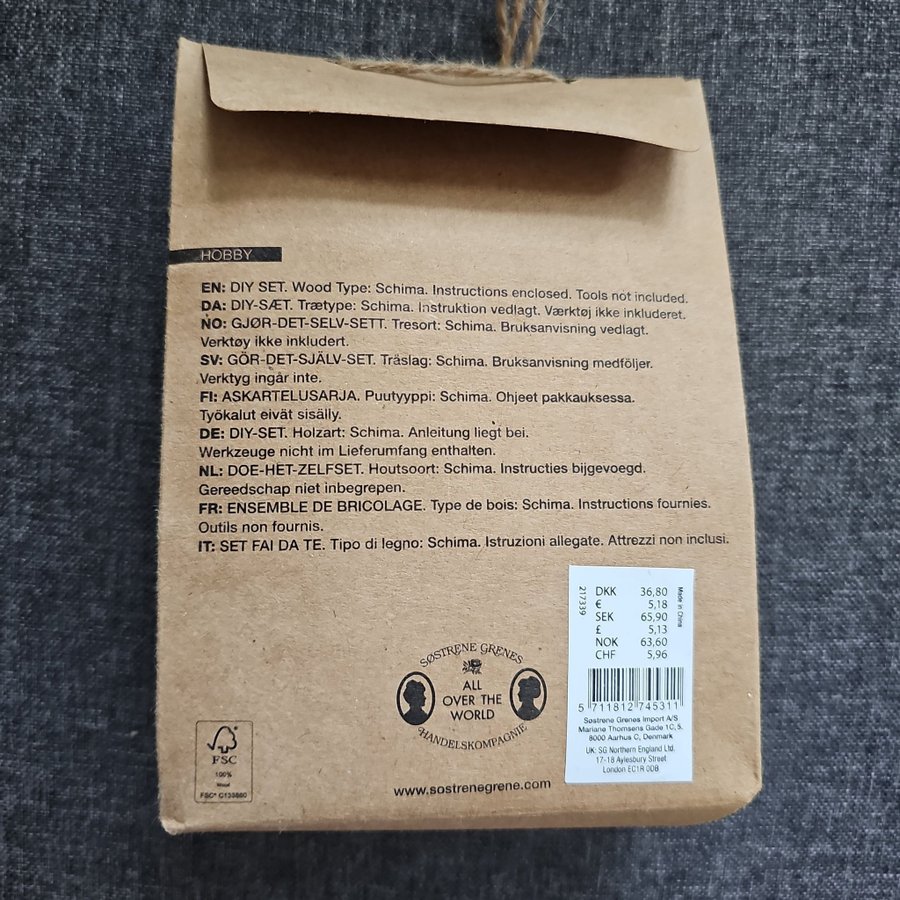 HOBBY
EN: DIY SET. Wood Type: Schima. Instructions enclosed. Tools not included.
DA: DIY-SÆT. Trætype: Schima. Instruktion vedlagt. Værktøj ikke inkluderet.
NO: GJØR-DET-SELV-SETT. Tresort: Schima. Bruksanvisning vedlagt.
Verktøy ikke inkludert.
SV: GÖR-DET-SJÄLV-SET. Träslag: Schima. Bruksanvisning medföljer.
Verktyg ingår inte.
FI: ASKARTELUSARJA. Puutyyppi: Schima. Ohjeet pakkauksessa.
Työkalut eivät sisälly.
DE: DIY-SET. Holzart: Schima. Anleitung liegt bei.
Werkzeuge nicht im Lieferumfang enthalten.
NL: DOE-HET-ZELFSET. Houtsoort: Schima. Instructies bijgevoegd.
Gereedschap niet inbegrepen.
FR: ENSEMBLE DE BRICOLAGE. Type de bois: Schima. Instructions fournies.
Outils non fournis.
IT: SET FAI DA TE. Tipo di legno: Schima. Istruzioni allegate. Attrezzi non inclusi.
217339
DKK 36,80
€ 5,18
SEK 65,90
£ 5,13
NOK 63,60
CHF 5,96
Made in China
5 711812 745311
Søstrene Grenes Import A/S
Mariane Thomsens Gade 1C, 5.
8000 Aarhus C, Denmark
UK: SG Northern England Ltd.
17-18 Aylesbury Street
London EC1R 0DB
SØSTRENE GRENES
ALL
OVER THE
WORLD
HANDELSKOMPAGNIE
www.sostrenegrene.com
FSC
100%
FSC® C133860